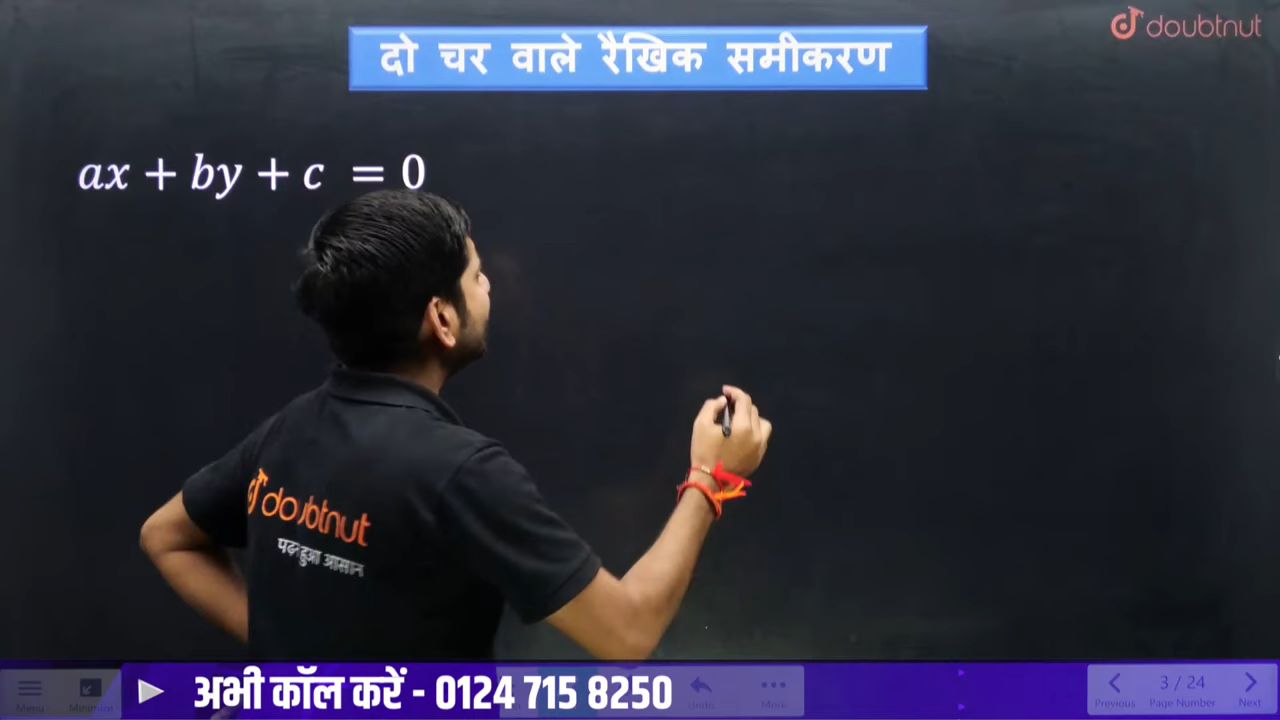 doubtnut
दो चर वाले रैखिक समीकरण
ax + by + c = 0
doubtnut
पढ़ना हुआ आसान
अभी कॉल करें - 0124 715 8250
Menu
Minimize
Undo
More
Previous
3 / 24
Page Number
Next